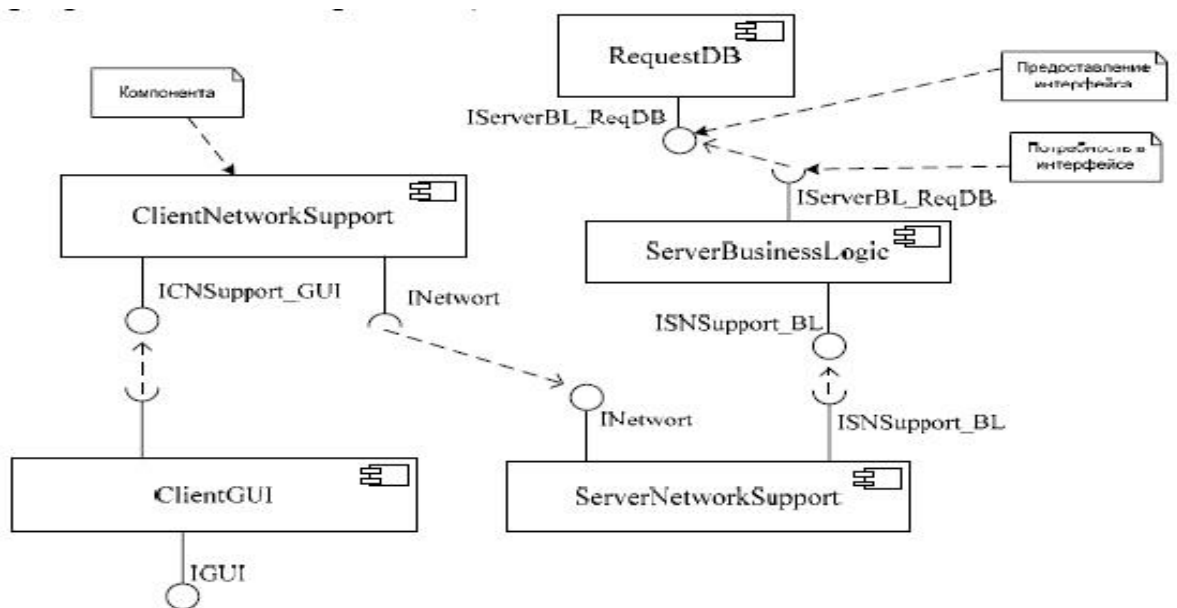 RequestDB
Предоставление
интерфейса
Компонента
IServerBL_ReqDB
Потребность в
интерфейсе
IServerBL_ReqDB
ClientNetworkSupport
ServerBusinessLogic
ICNSupport_GUI
INetwort
ISNSupport_BL
INetwort
ISNSupport_BL
ClientGUI
ServerNetworkSupport
IGUI